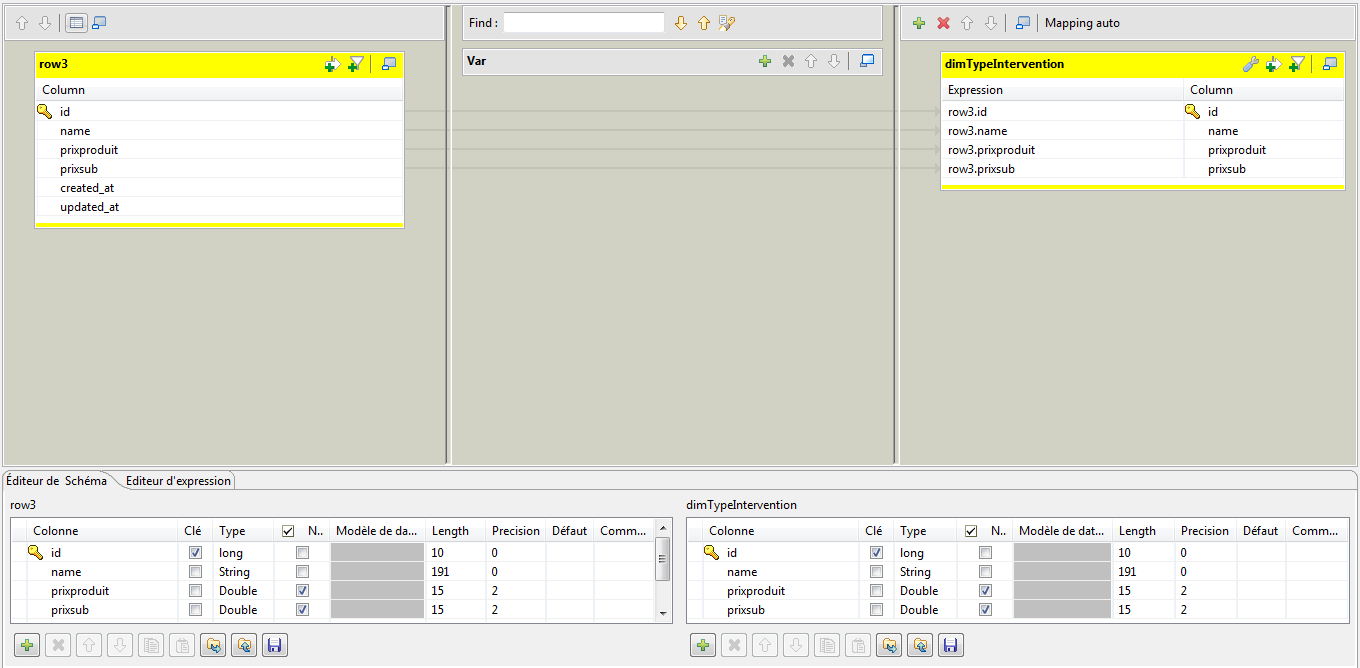 Find :
Mapping auto
row3
Column
id
name
prixproduit
prixsub
created_at
updated_at
Var
dimTypeIntervention
Expression Column
row3.id id
row3.name name
row3.prixproduit prixproduit
row3.prixsub prixsub
Éditeur de Schéma Editeur d'expression
row3
Colonne Clé Type N.. Modèle de da... Length Precision Défaut Comm...
id long 10 0
name String 191 0
prixproduit Double 15 2
prixsub Double 15 2
dimTypeIntervention
Colonne Clé Type N.. Modèle de dat... Length Precision Défaut Comm...
id long 10 0
name String 191 0
prixproduit Double 15 2
prixsub Double 15 2